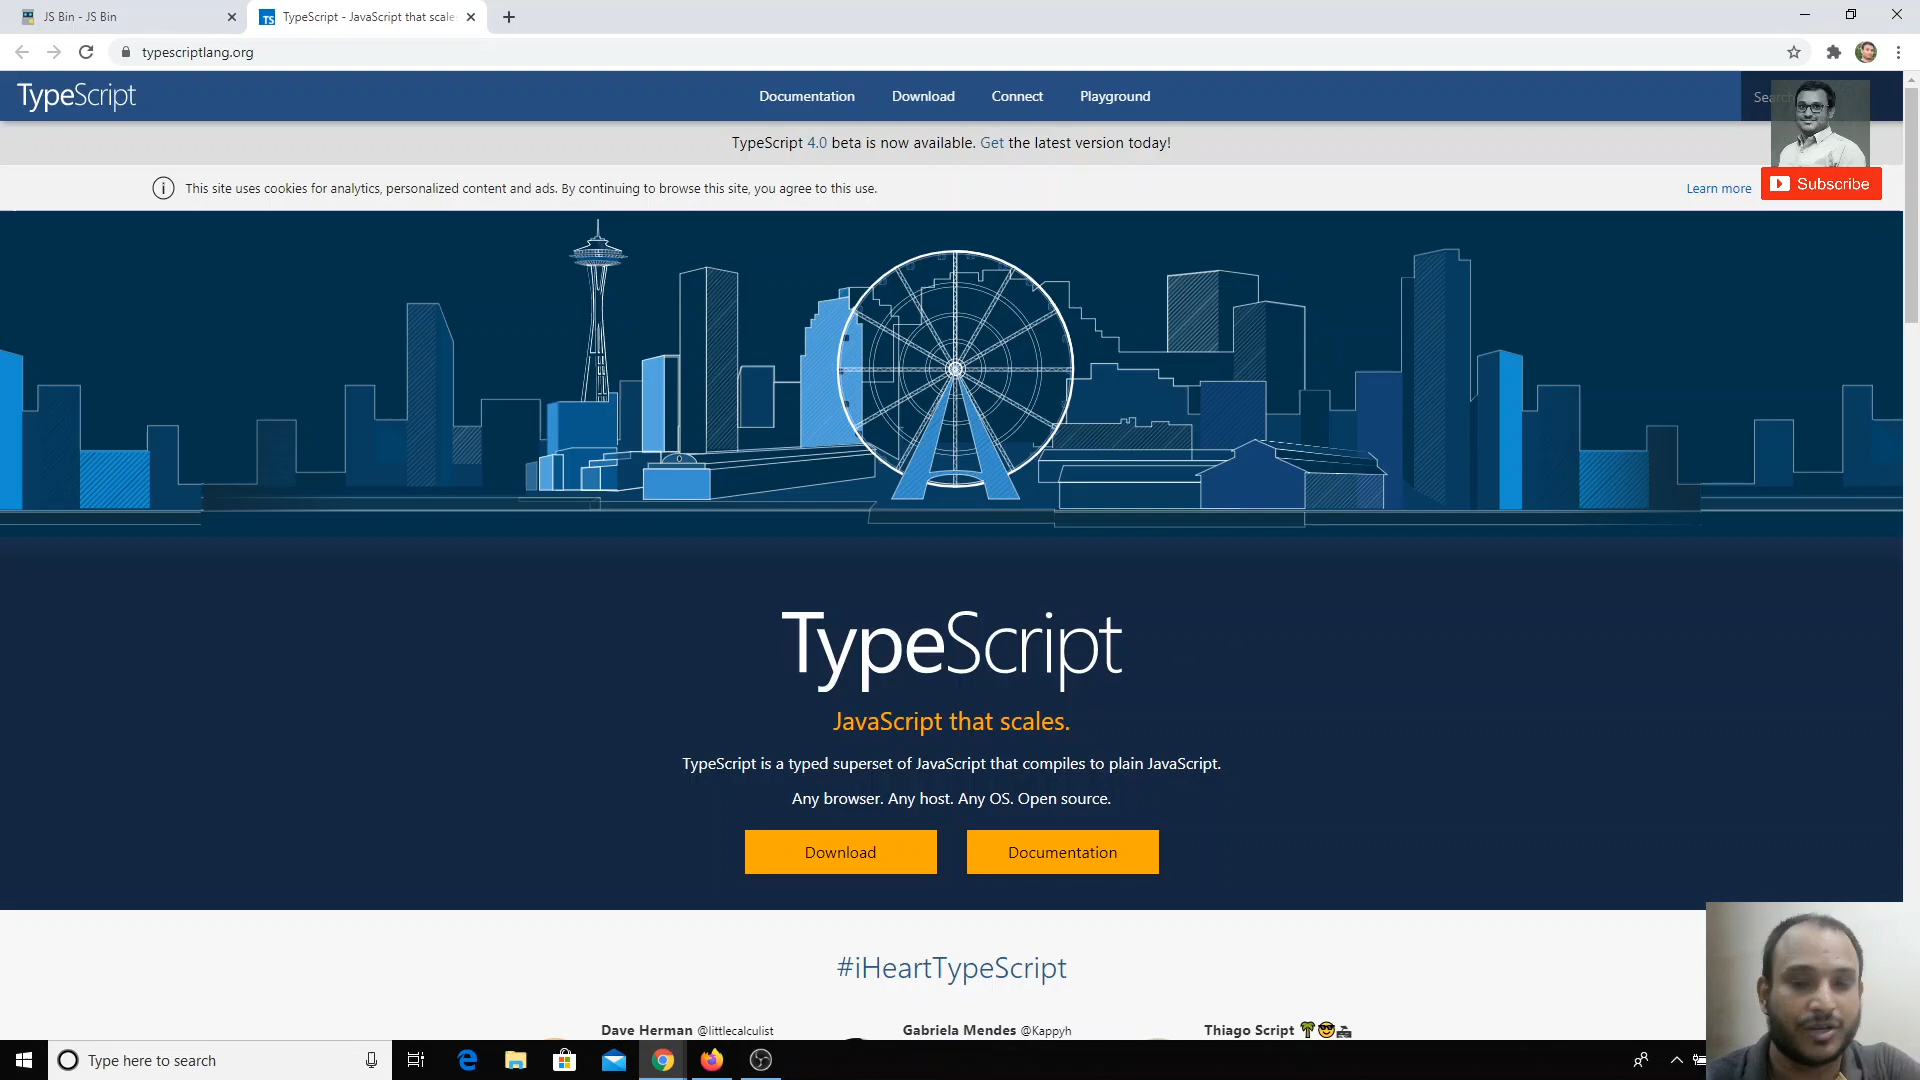 JS Bin - JS Bin
TypeScript - JavaScript that scale
typescriptlang.org
TypeScript
Documentation
Download
Connect
Playground
TypeScript 4.0 beta is now available. Get the latest version today!
This site uses cookies for analytics, personalized content and ads. By continuing to browse this site, you agree to this use.
Learn more
Subscribe
TypeScript
JavaScript that scales.
TypeScript is a typed superset of JavaScript that compiles to plain JavaScript.
Any browser. Any host. Any OS. Open source.
Download
Documentation
#iHeartTypeScript
Dave Herman @littlecalculist
Gabriela Mendes @Kappyh
Thiago Script 🌴😎
Type here to search